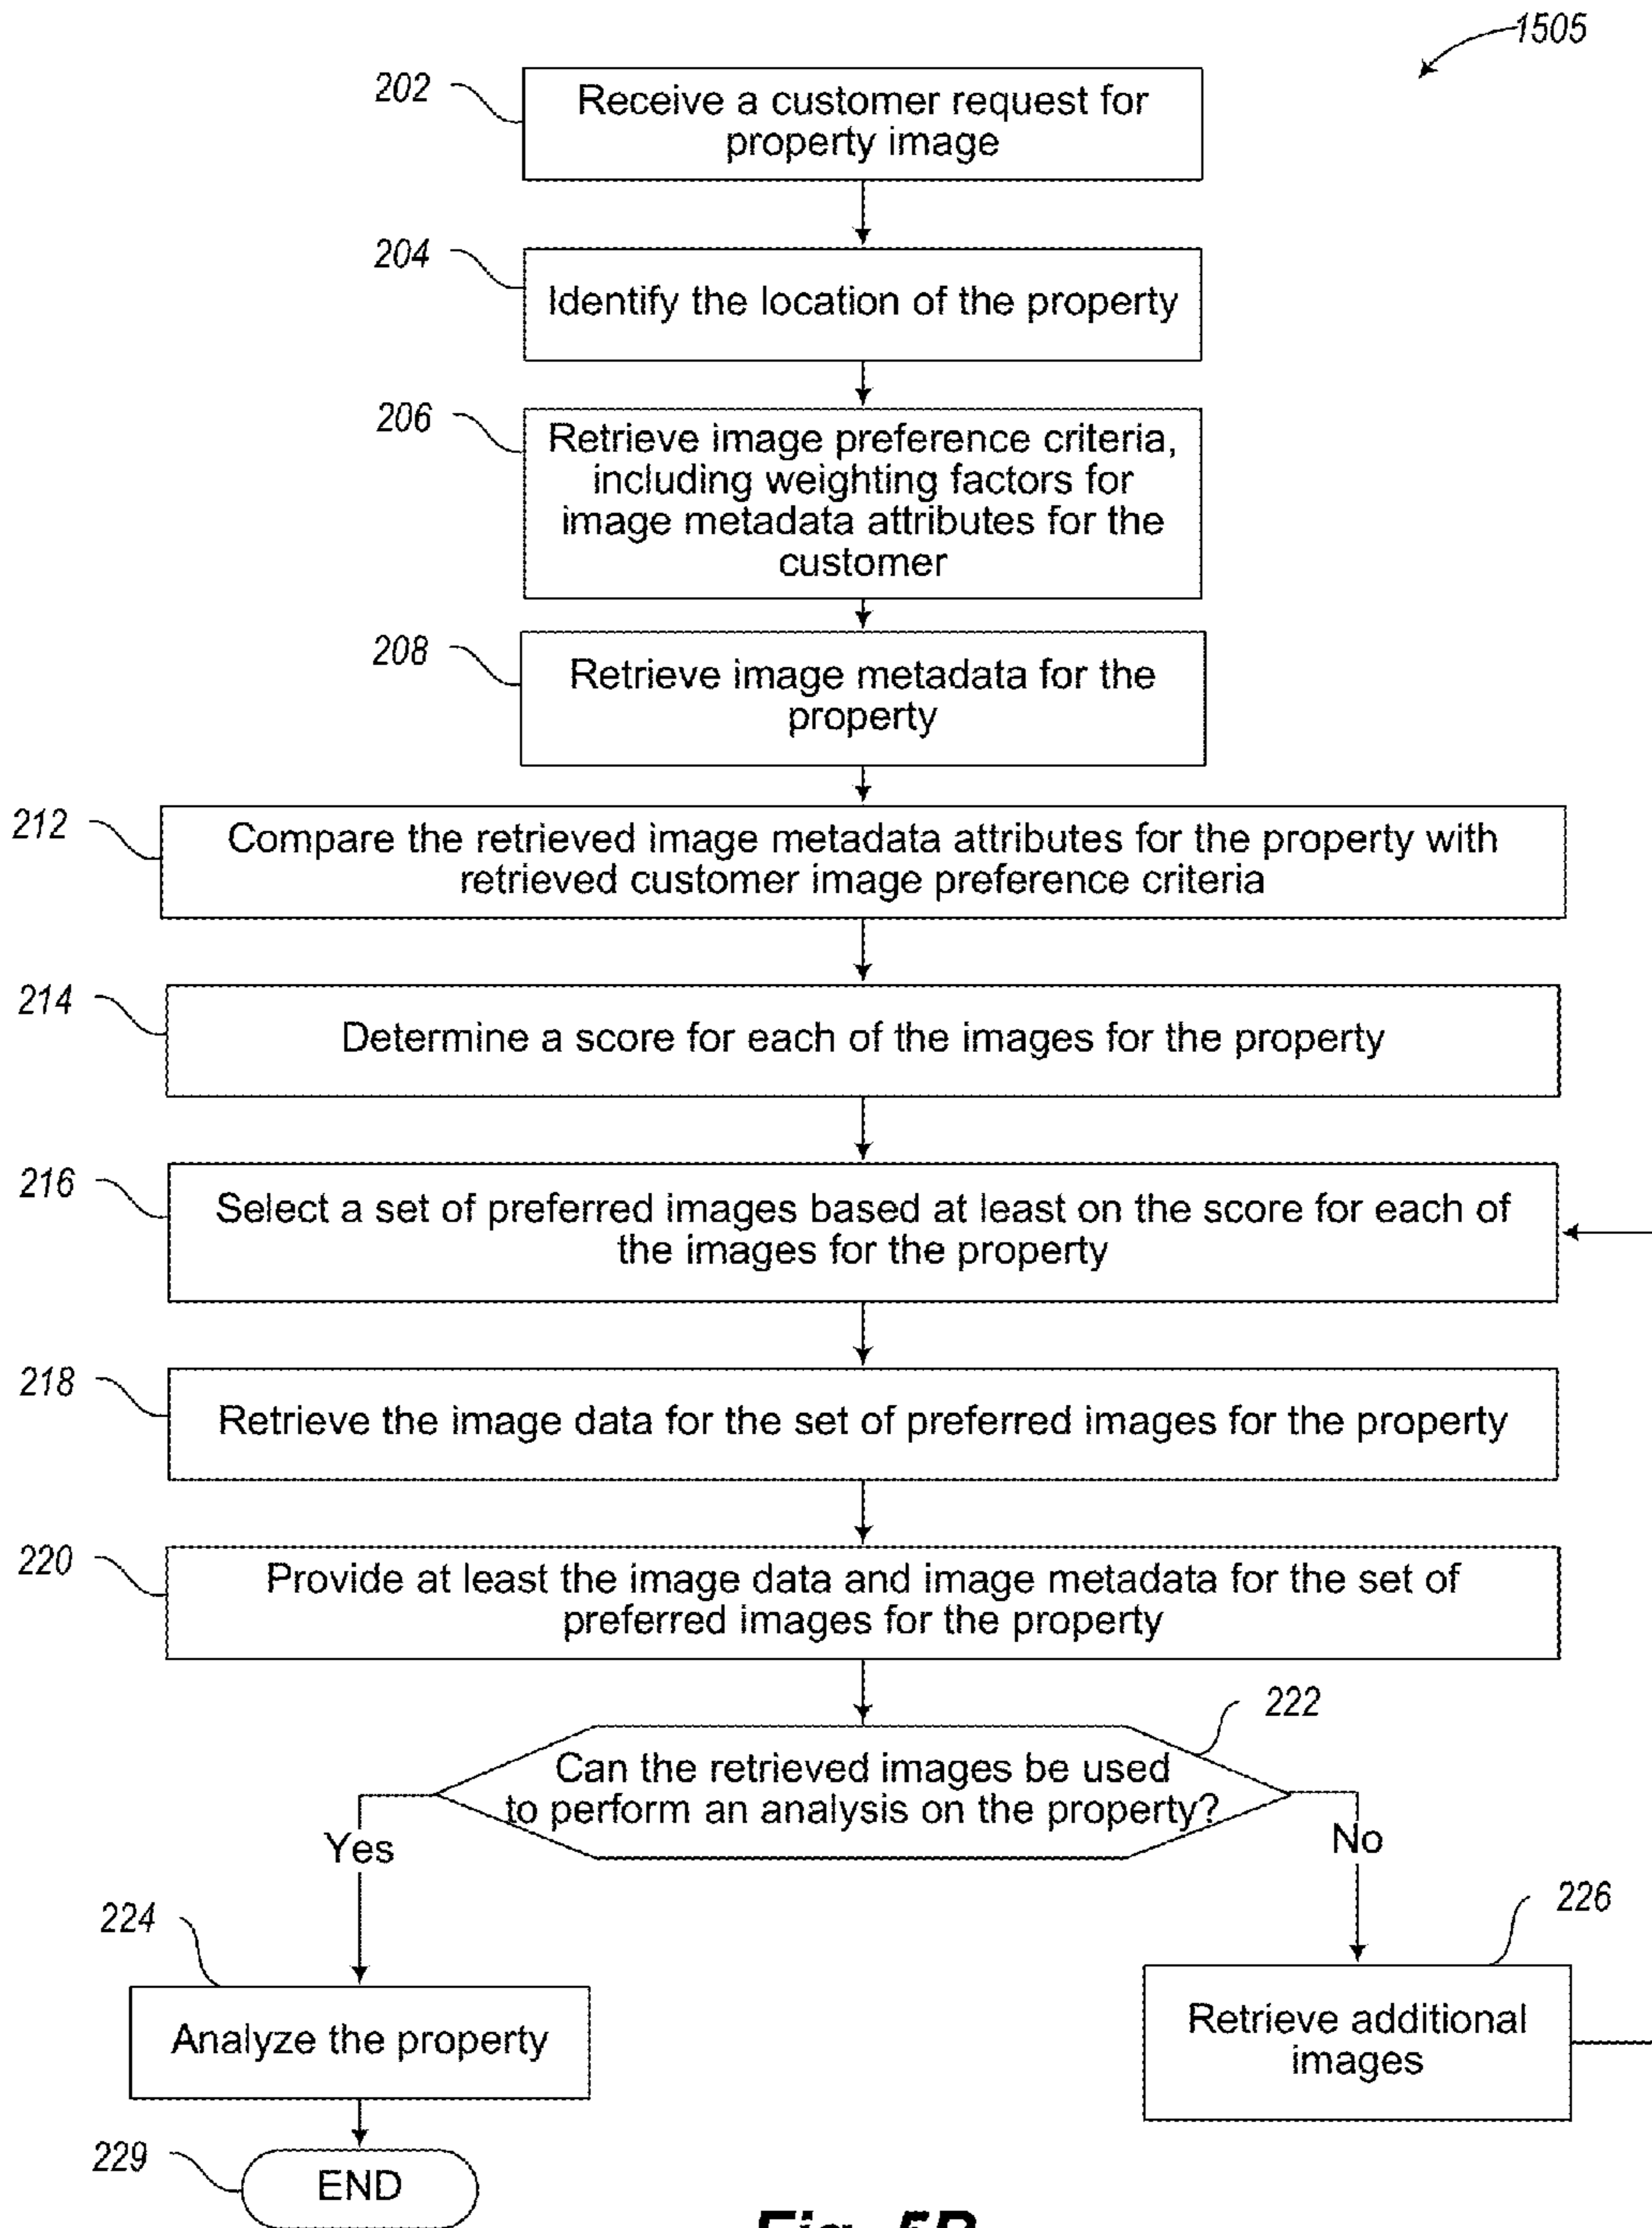 1505
202
Receive a customer request for
property image
204
Identify the location of the property
206
Retrieve image preference criteria,
including weighting factors for
image metadata attributes for the
customer
208
Retrieve image metadata for the
property
212
Compare the retrieved image metadata attributes for the property with
retrieved customer image preference criteria
214
Determine a score for each of the images for the property
216
Select a set of preferred images based at least on the score for each of
the images for the property
218
Retrieve the image data for the set of preferred images for the property
220
Provide at least the image data and image metadata for the set of
preferred images for the property
222
Can the retrieved images be used
to perform an analysis on the property?
Yes
No
224
Analyze the property
226
Retrieve additional
images
229
END